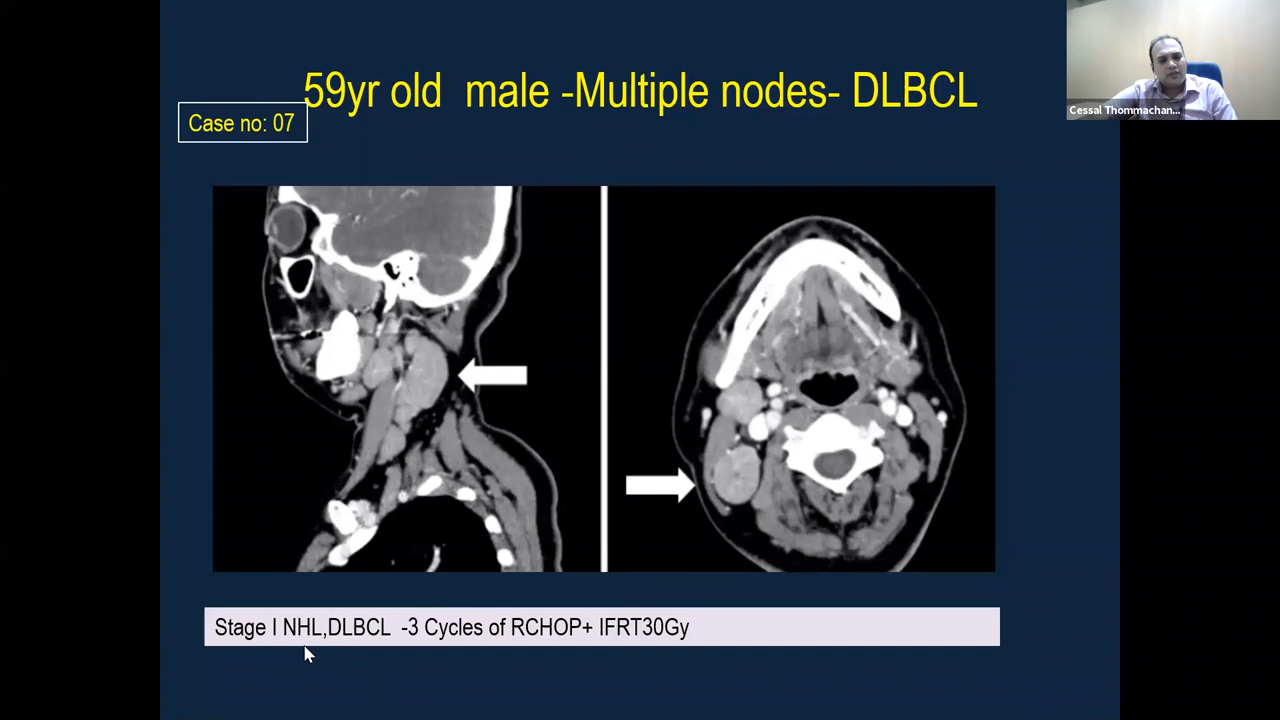 59yr old male -Multiple nodes- DLBCL
Case no: 07
Cessal Thommachan...
Stage I NHL,DLBCL -3 Cycles of RCHOP+ IFRT30Gy